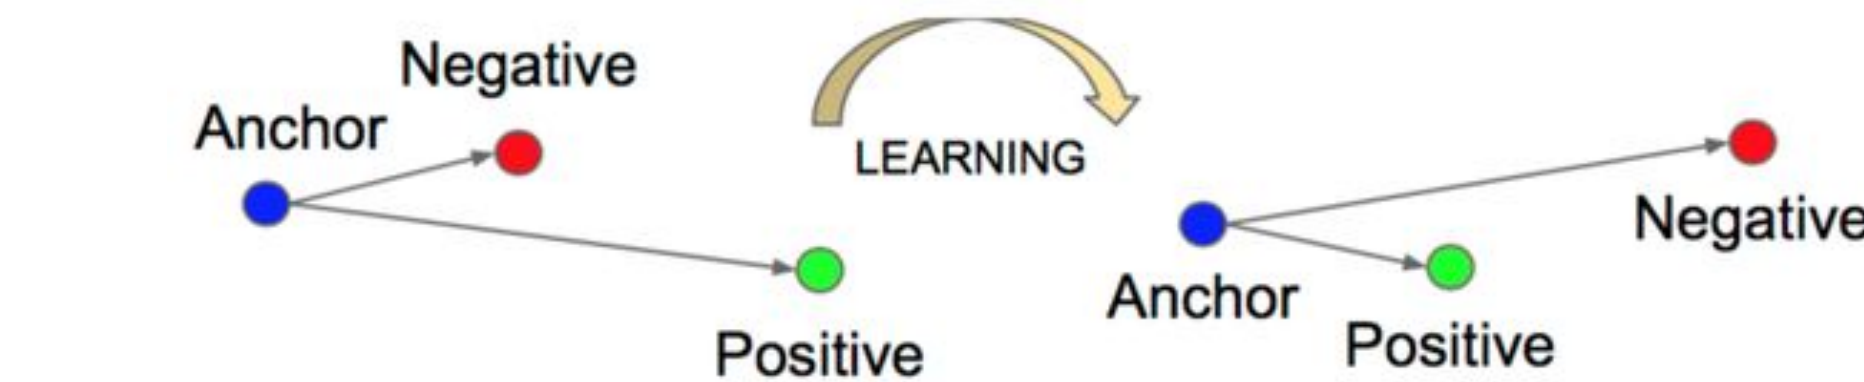 Negative
Anchor
Positive
LEARNING
Anchor
Positive
Negative